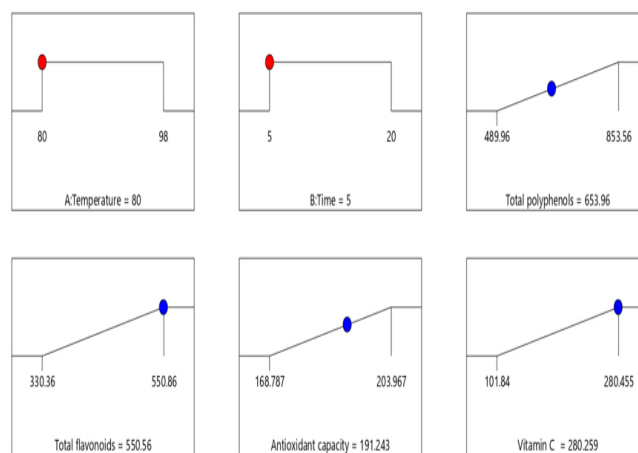 80 98
A:Temperature = 80
5 20
B:Time = 5
489.96 853.56
Total polyphenols = 653.96
330.36 550.86
Total flavonoids = 550.56
168.787 203.967
Antioxidant capacity = 191.243
101.84 280.455
Vitamin C = 280.259